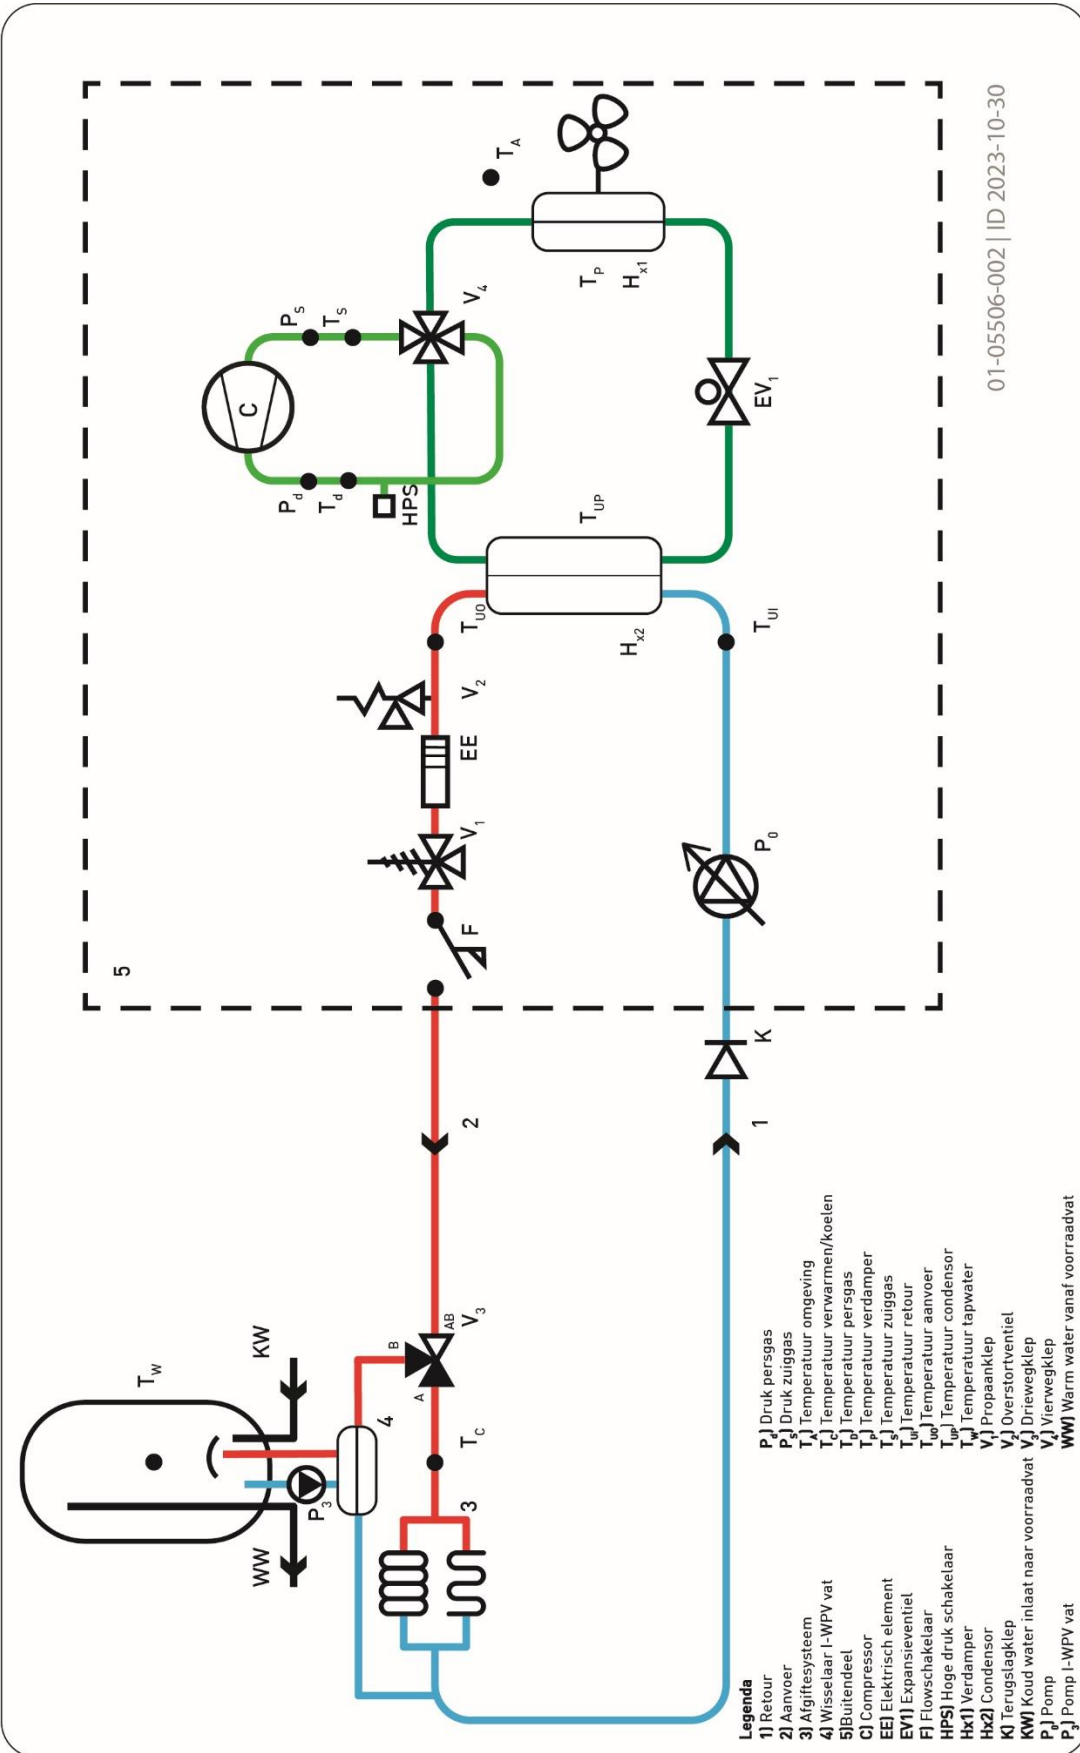 5
T_W
WW
KW
C
P_d
P_S
P_3
T_d
T_S
4
HPS
B
A
AB
3
T_C
V_3
2
F
V_1
EE
V_2
T_UO
V_4
T_A
T_UP
T_P
H_x2
H_x1
1
K
P_0
T_UI
EV_1
Legenda
1) Retour
2) Aanvoer
3) Afgiftesysteem
4) Wisselaar I-WPV vat
5)Buitendeel
C) Compressor
EE) Elektrisch element
EV1) Expansieventiel
F) Flowschakelaar
HPS) Hoge druk schakelaar
Hx1) Verdamper
Hx2) Condensor
K) Terugslagklep
KW) Koud water inlaat naar voorraadvat
P_0) Pomp
P_3) Pomp I-WPV vat
P_d) Druk persgas
P_S) Druk zuiggas
T_A) Temperatuur omgeving
T_C) Temperatuur verwarmen/koelen
T_D) Temperatuur persgas
T_P) Temperatuur verdamper
T_S) Temperatuur zuiggas
T_UI) Temperatuur retour
T_UO) Temperatuur aanvoer
T_UP) Temperatuur condensor
T_W) Temperatuur tapwater
V_1) Propaanklep
V_2) Overstortventiel
V_3) Driewegklep
V_4) Vierwegklep
WW) Warm water vanaf voorraadvat
01-05506-002 | ID 2023-10-30